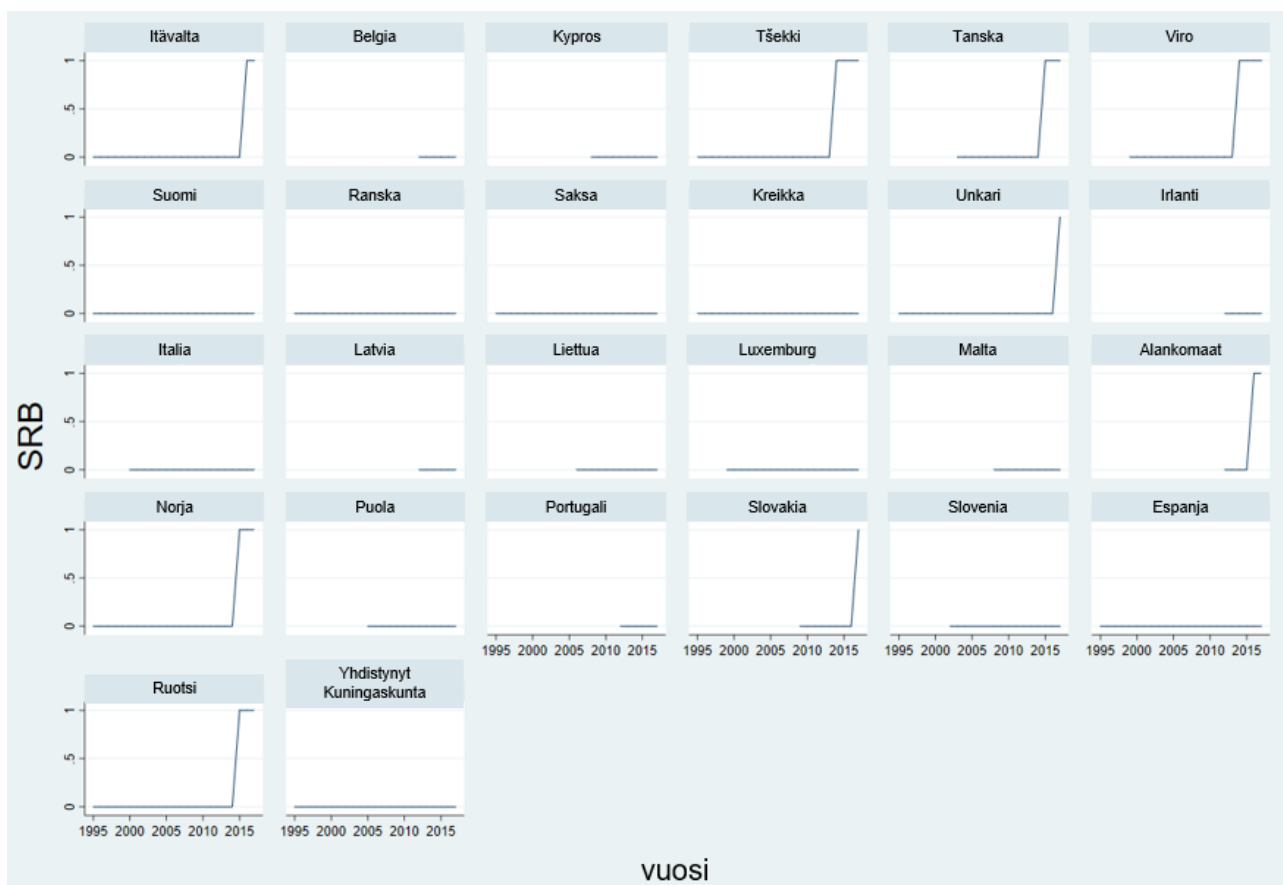 Itävalta Belgia Kypros Tšekki Tanska Viro
1
.5
0
Suomi Ranska Saksa Kreikka Unkari Irlanti
1
.5
0
Italia Latvia Liettua Luxemburg Malta Alankomaat
1
.5
0
SRB
Norja Puola Portugali Slovakia Slovenia Espanja
1
.5
0
1995 2000 2005 2010 2015 1995 2000 2005 2010 2015 1995 2000 2005 2010 2015 1995 2000 2005 2010 2015
Ruotsi
Yhdistynyt
Kuningaskunta
1
.5
0
1995 2000 2005 2010 2015 1995 2000 2005 2010 2015
vuosi